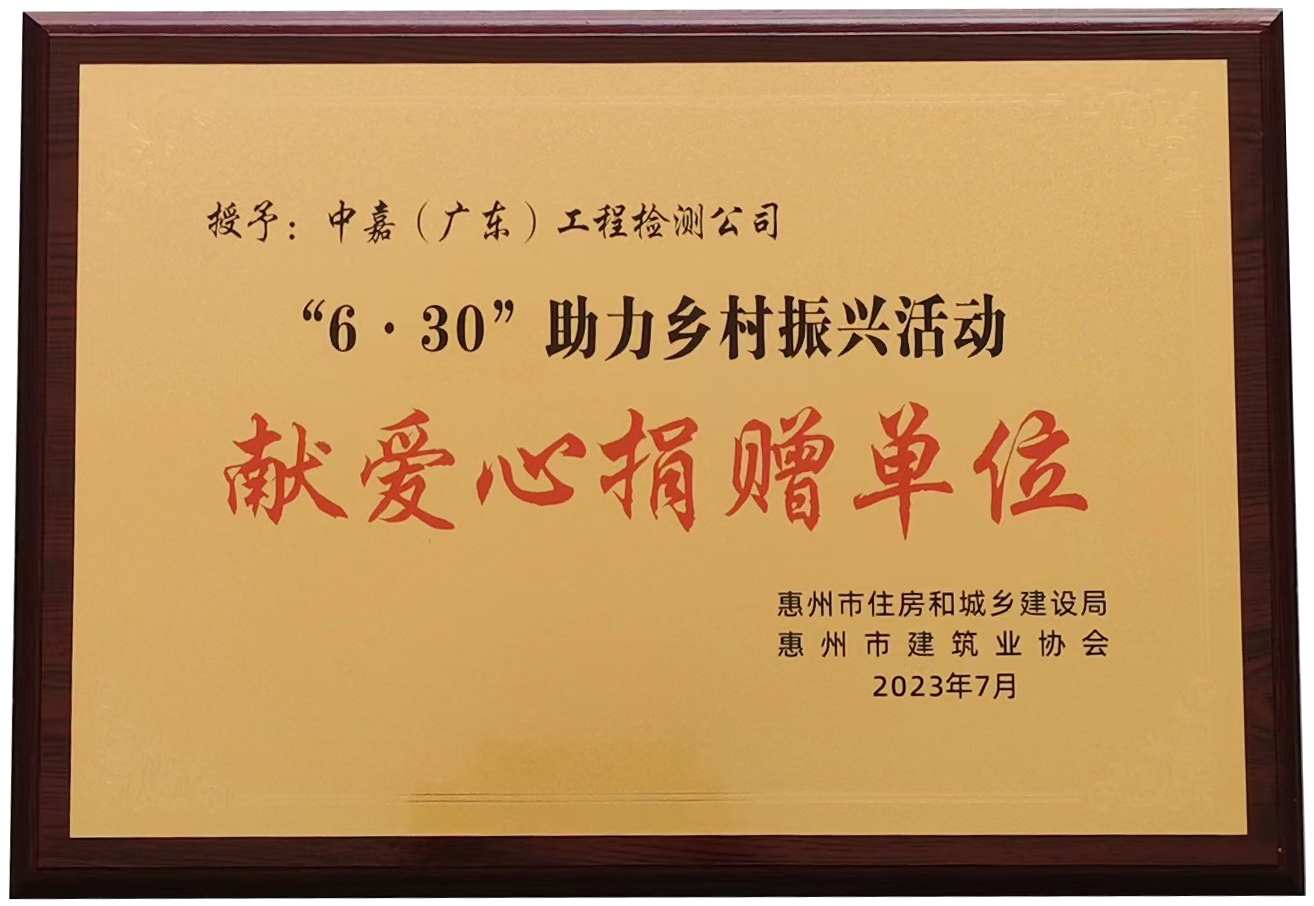 授予：中嘉（广东）工程检测公司
“6·30”助力乡村振兴活动
献爱心捐赠单位
惠州市住房和城乡建设局
惠州市建筑业协会
2023年7月